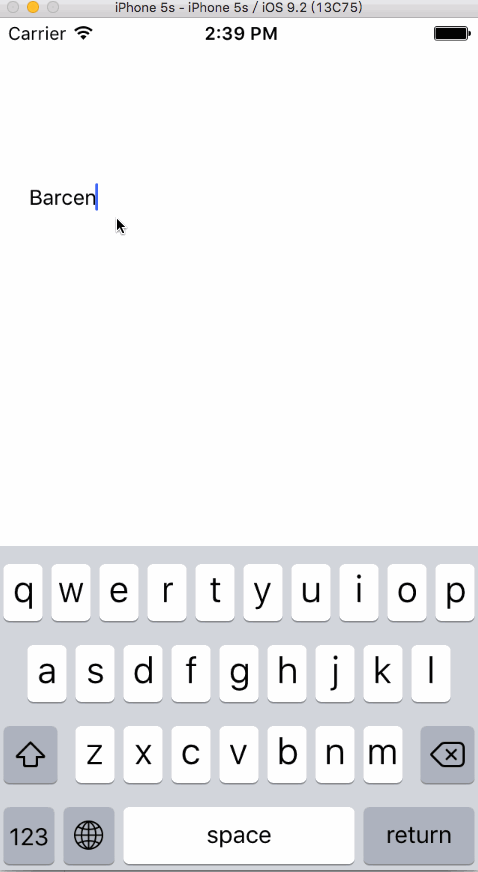 iPhone 5s - iPhone 5s / iOS 9.2 (13C75)
Carrier 2:39 PM
Barcen
q w e r t y u i o p
a s d f g h j k l
z x c v b n m
123 space return